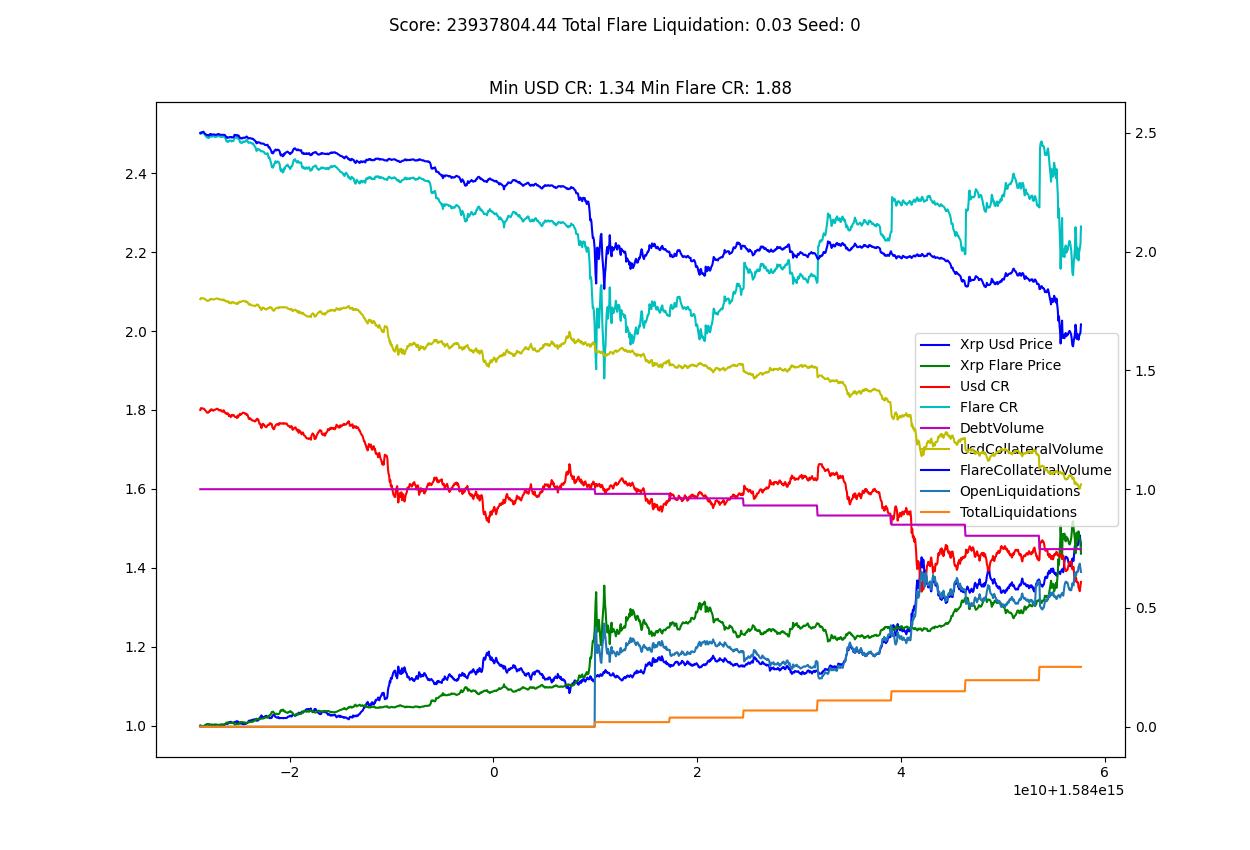 Score: 23937804.44 Total Flare Liquidation: 0.03 Seed: 0
Min USD CR: 1.34 Min Flare CR: 1.88
2.4
2.2
2.0
1.8
1.6
1.4
1.2
1.0
2.5
2.0
1.5
1.0
0.5
0.0
Xrp Usd Price
Xrp Flare Price
Usd CR
Flare CR
DebtVolume
UsdCollateralVolume
FlareCollateralVolume
OpenLiquidations
TotalLiquidations
−2 0 2 4 6
1e10+1.584e15